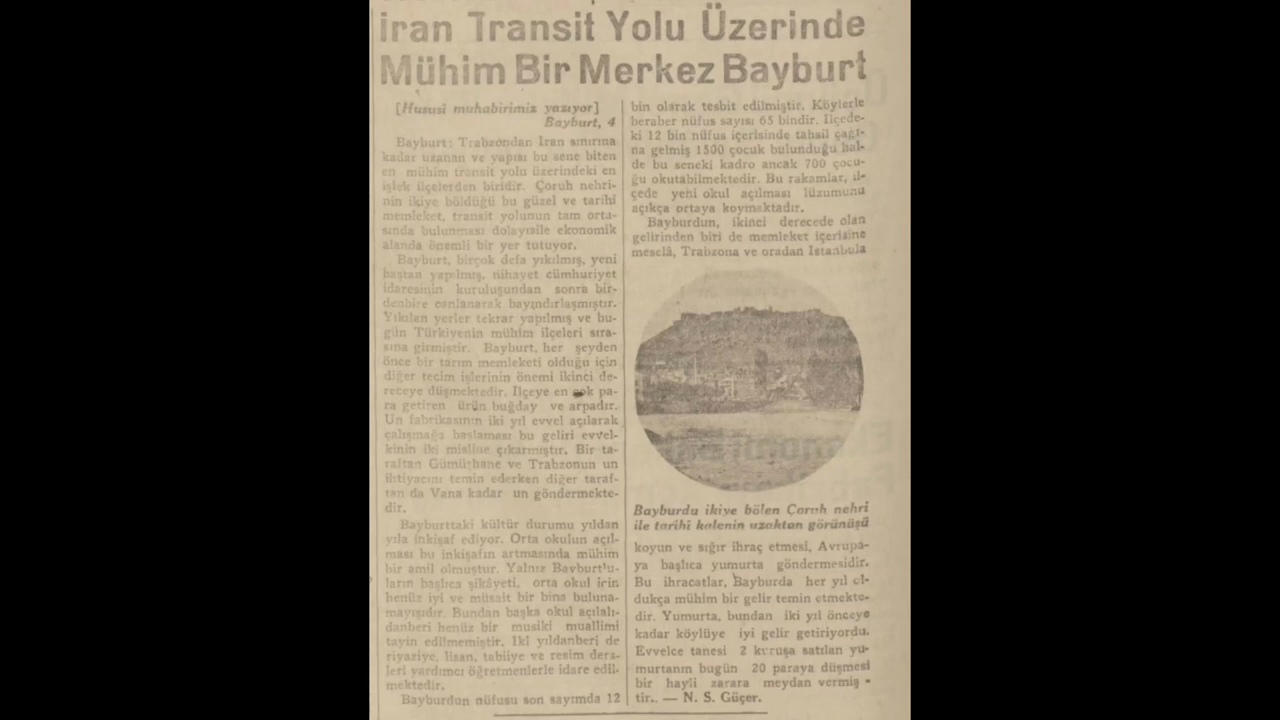 İran Transit Yolu Üzerinde
Mühim Bir Merkez Bayburt
[Hususî muhabirimiz yazıyor]
Bayburt, 4
Bayburt; Trabzondan İran sınırına
kadar uzanan ve yapısı bu sene biten
en mühim transit yolu üzerindeki en
işlek ilçelerden biridir. Çoruh nehri-
nin ikiye böldüğü bu güzel ve tarihî
memleket, transit yolunun tam orta-
sında bulunması dolayısile ekonomik
alanda önemli bir yer tutuyor.
Bayburt, birçok defa yıkılmış, yeni
baştan yapılmış, nihayet cümhuriyet
idaresinin kuruluşundan sonra bir-
denbire canlanarak bayındırlaşmıştır.
Yıkılan yerler tekrar yapılmış ve bu-
gün Türkiyenin mühim ilçeleri sıra-
sına girmiştir. Bayburt, her şeyden
önce bir tarım memleketi olduğu için
diğer tecim işlerinin önemi ikinci de-
receye düşmektedir. İlçeye en çok pa-
ra getiren ürün buğday ve arpadır.
Un fabrikasının iki yıl evvel açılarak
çalışmağa başlaması bu geliri evvel-
kinin iki misline çıkarmıştır. Bir ta-
raftan Gümüşhane ve Trabzonun un
ihtiyacını temin ederken diğer taraf-
tan da Vana kadar un göndermekte-
dir.
Bayburttaki kültür durumu yıldan
yıla inkişaf ediyor. Orta okulun açıl-
ması bu inkişafın artmasında mühim
bir amil olmuştur. Yalnız Bayburt'lu-
ların başlıca şikâyeti, orta okul için
henüz iyi ve müsait bir bina buluna-
mayışıdır. Bundan başka okul açılalı-
danberi henüz bir musiki muallimi
tayin edilmemiştir. İki yıldanberi de
riyaziye, lisan, tabiiye ve resim ders-
leri yardımcı öğretmenlerle idare edil-
mektedir.
Bayburdun nüfusu son sayımda 12
bin olarak tesbit edilmiştir. Köylerle
beraber nüfus sayısı 65 bindir. İlçede-
ki 12 bin nüfus içerisinde tahsil çağı-
na gelmiş 1500 çocuk bulunduğu hal-
de bu seneki kadro ancak 700 çocu-
ğu okutabilmektedir. Bu rakamlar, il-
çede yeni okul açılması lüzumunu
açıkça ortaya koymaktadır.
Bayburdun, ikinci derecede olan
gelirinden biri de memleket içerisine
meselâ, Trabzona ve oradan İstanbula
Bayburdu ikiye bölen Çoruh nehri
ile tarihî kalenin uzaktan görünüşü
koyun ve sığır ihraç etmesi, Avrupa-
ya başlıca yumurta göndermesidir.
Bu ihracatlar, Bayburda her yıl ol-
dukça mühim bir gelir temin etmekte-
dir. Yumurta, bundan iki yıl önceye
kadar köylüye iyi gelir getiriyordu.
Evvelce tanesi 2 kuruşa satılan yu-
murtanın bugün 20 paraya düşmesi
bir hayli zarara meydan vermiş -
tir.. — N. S. Güçer.